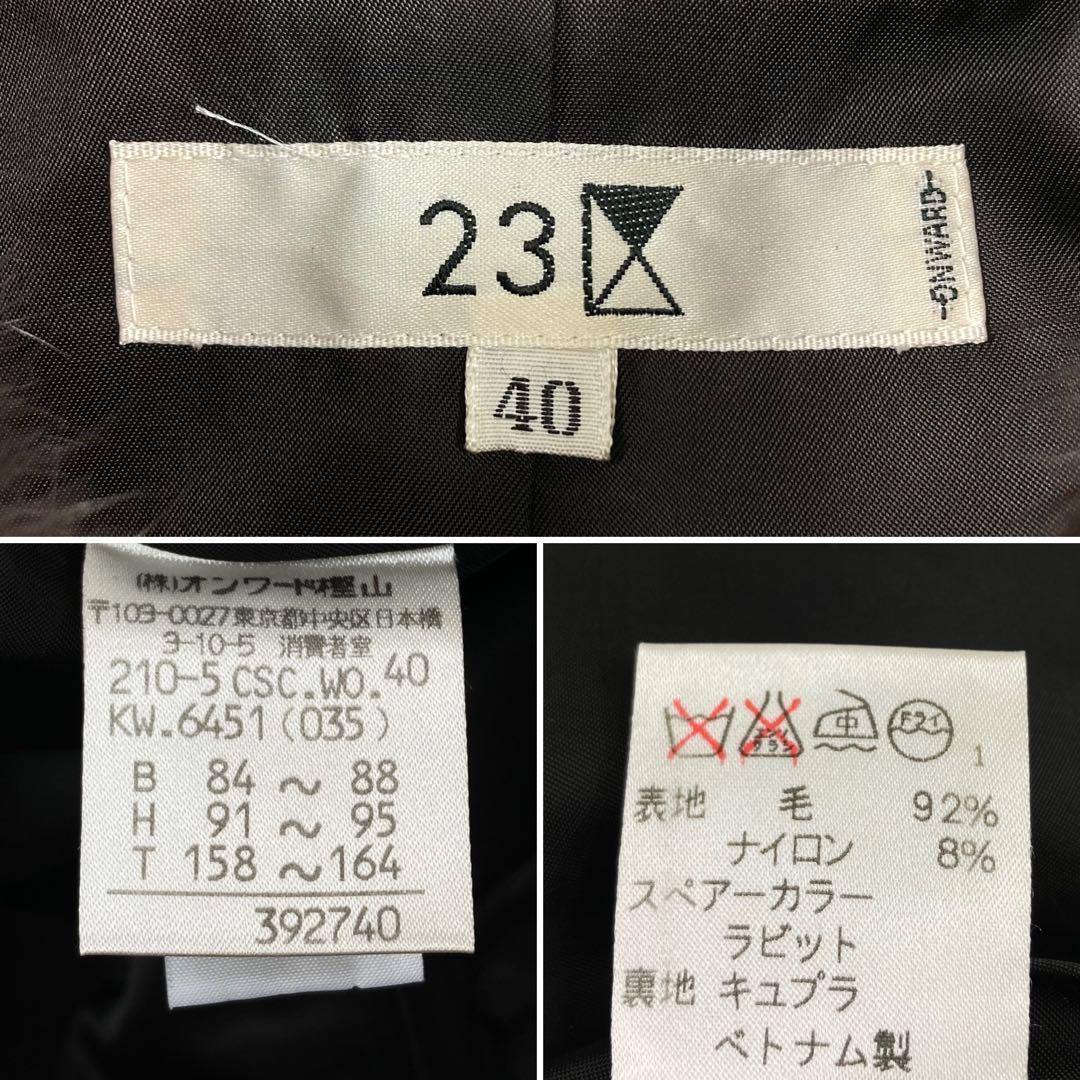 23区
ONWARD
40
(株)オンワード樫山
〒103-0027東京都中央区日本橋
3-10-5 消費者室
210-5 CSC.WO.40
KW.6451(035)
B 84 ~ 88
H 91 ~ 95
T 158 ~ 164
392740
中 ドライ 1
表地 毛 92%
ナイロン 8%
スペアーカラー
ラビット
裏地 キュプラ
ベトナム製